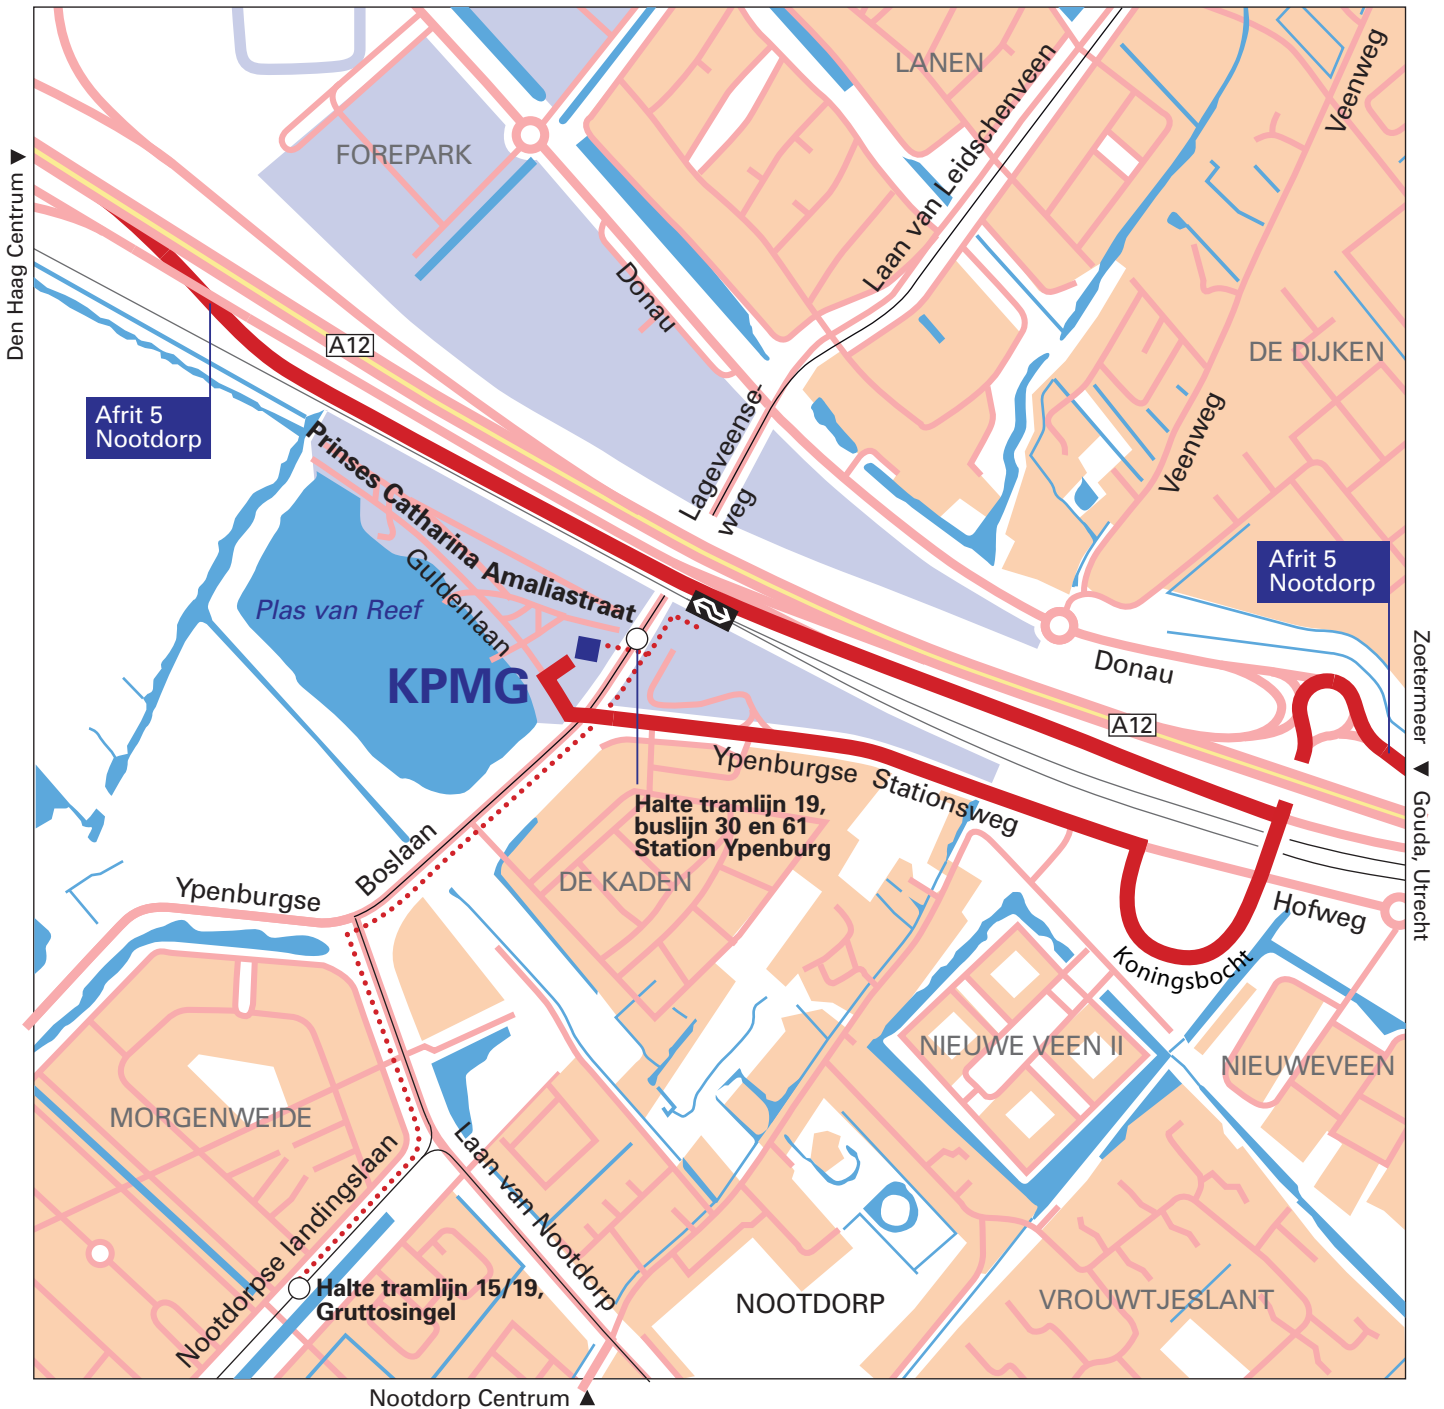 LANEN
Veenweg
Laan van Leidschenveen
FOREPARK
Den Haag Centrum ▼
Donau
A12
DE DIJKEN
Afrit 5
Nootdorp
Lageveense-
weg
Veenweg
Prinses Catharina Amaliastraat
Guldenlaan
Plas van Reef
Afrit 5
Nootdorp
KPMG
Donau
A12
Zoetermeer ▼ Gouda, Utrecht
Ypenburgse Stationsweg
Halte tramlijn 19,
buslijn 30 en 61
Station Ypenburg
Boslaan
Ypenburgse
DE KADEN
Hofweg
Koningsbocht
NIEUWE VEEN II
NIEUWEVEEN
MORGENWEIDE
Laan van Nootdorp
Nootdorpse landingslaan
Halte tramlijn 15/19,
Gruttosingel
NOOTDORP
VROUWTJESLANT
Nootdorp Centrum ▲